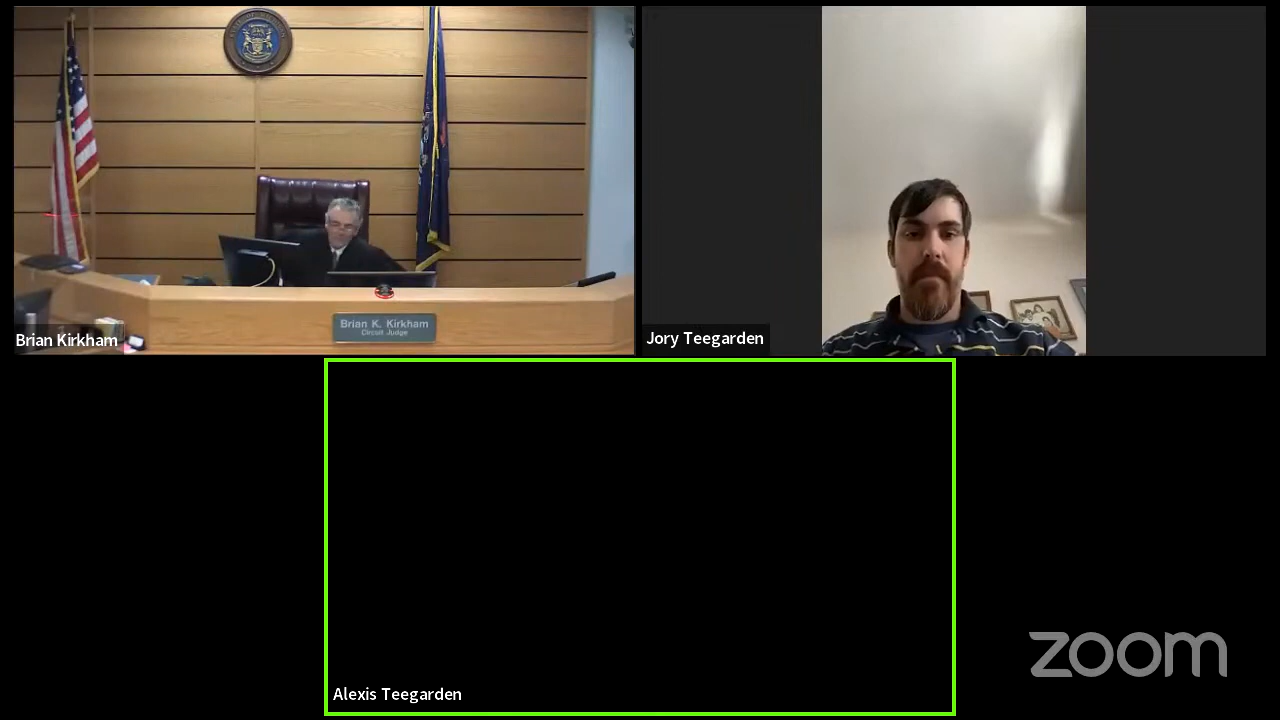 Brian K. Kirkham
Circuit Judge
Brian Kirkham
Jory Teegarden
Alexis Teegarden
zoom